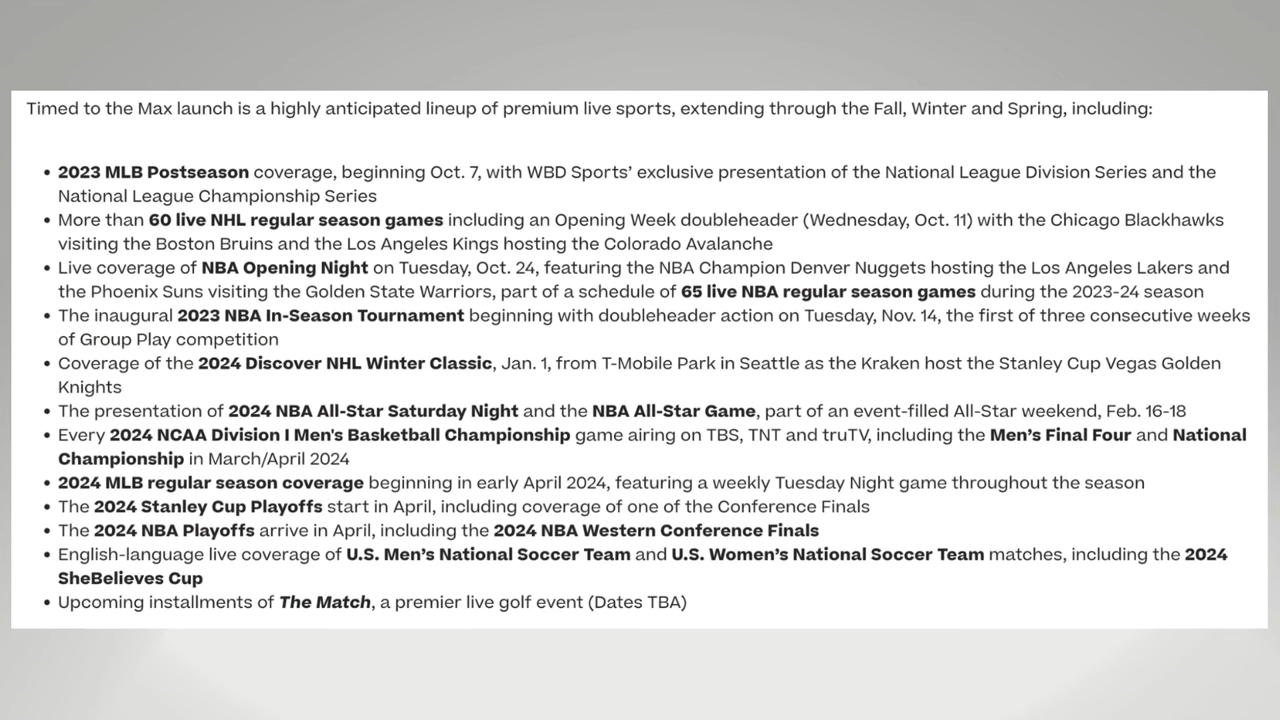 Timed to the Max launch is a highly anticipated lineup of premium live sports, extending through the Fall, Winter and Spring, including:
• 2023 MLB Postseason coverage, beginning Oct. 7, with WBD Sports’ exclusive presentation of the National League Division Series and the
National League Championship Series
• More than 60 live NHL regular season games including an Opening Week doubleheader (Wednesday, Oct. 11) with the Chicago Blackhawks
visiting the Boston Bruins and the Los Angeles Kings hosting the Colorado Avalanche
• Live coverage of NBA Opening Night on Tuesday, Oct. 24, featuring the NBA Champion Denver Nuggets hosting the Los Angeles Lakers and
the Phoenix Suns visiting the Golden State Warriors, part of a schedule of 65 live NBA regular season games during the 2023-24 season
• The inaugural 2023 NBA In-Season Tournament beginning with doubleheader action on Tuesday, Nov. 14, the first of three consecutive weeks
of Group Play competition
• Coverage of the 2024 Discover NHL Winter Classic, Jan. 1, from T-Mobile Park in Seattle as the Kraken host the Stanley Cup Vegas Golden
Knights
• The presentation of 2024 NBA All-Star Saturday Night and the NBA All-Star Game, part of an event-filled All-Star weekend, Feb. 16-18
• Every 2024 NCAA Division I Men's Basketball Championship game airing on TBS, TNT and truTV, including the Men’s Final Four and National
Championship in March/April 2024
• 2024 MLB regular season coverage beginning in early April 2024, featuring a weekly Tuesday Night game throughout the season
• The 2024 Stanley Cup Playoffs start in April, including coverage of one of the Conference Finals
• The 2024 NBA Playoffs arrive in April, including the 2024 NBA Western Conference Finals
• English-language live coverage of U.S. Men’s National Soccer Team and U.S. Women’s National Soccer Team matches, including the 2024
SheBelieves Cup
• Upcoming installments of The Match, a premier live golf event (Dates TBA)